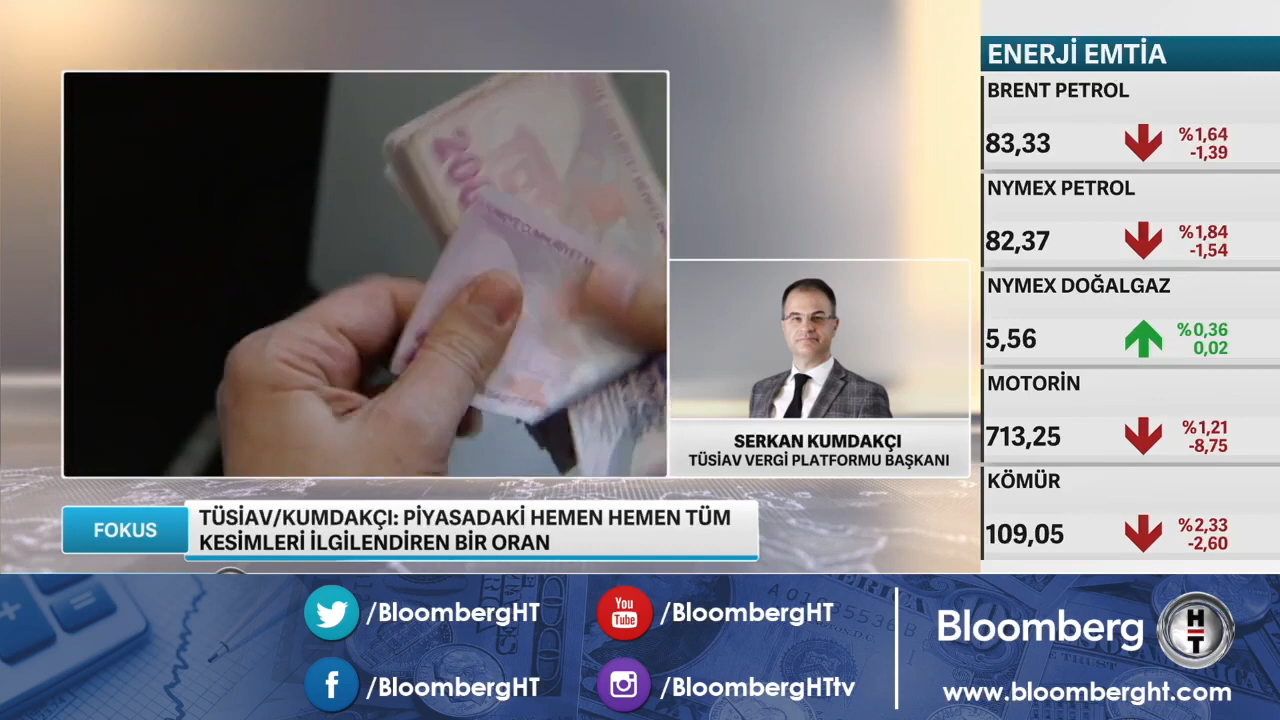 ENERJİ EMTİA
BRENT PETROL
83,33
%1,64
-1,39
NYMEX PETROL
82,37
%1,84
-1,54
NYMEX DOĞALGAZ
5,56
%0,36
0,02
MOTORİN
713,25
%1,21
-8,75
KÖMÜR
109,05
%2,33
-2,60
200
SERKAN KUMDAKÇI
TÜSİAV VERGİ PLATFORMU BAŞKANI
FOKUS
TÜSİAV/KUMDAKÇI: PİYASADAKİ HEMEN HEMEN TÜM
KESİMLERİ İLGİLENDİREN BİR ORAN
/BloombergHT
You
Tube
/BloombergHT
/BloombergHT
/BloombergHTtv
Bloomberg HT
www.bloomberght.com